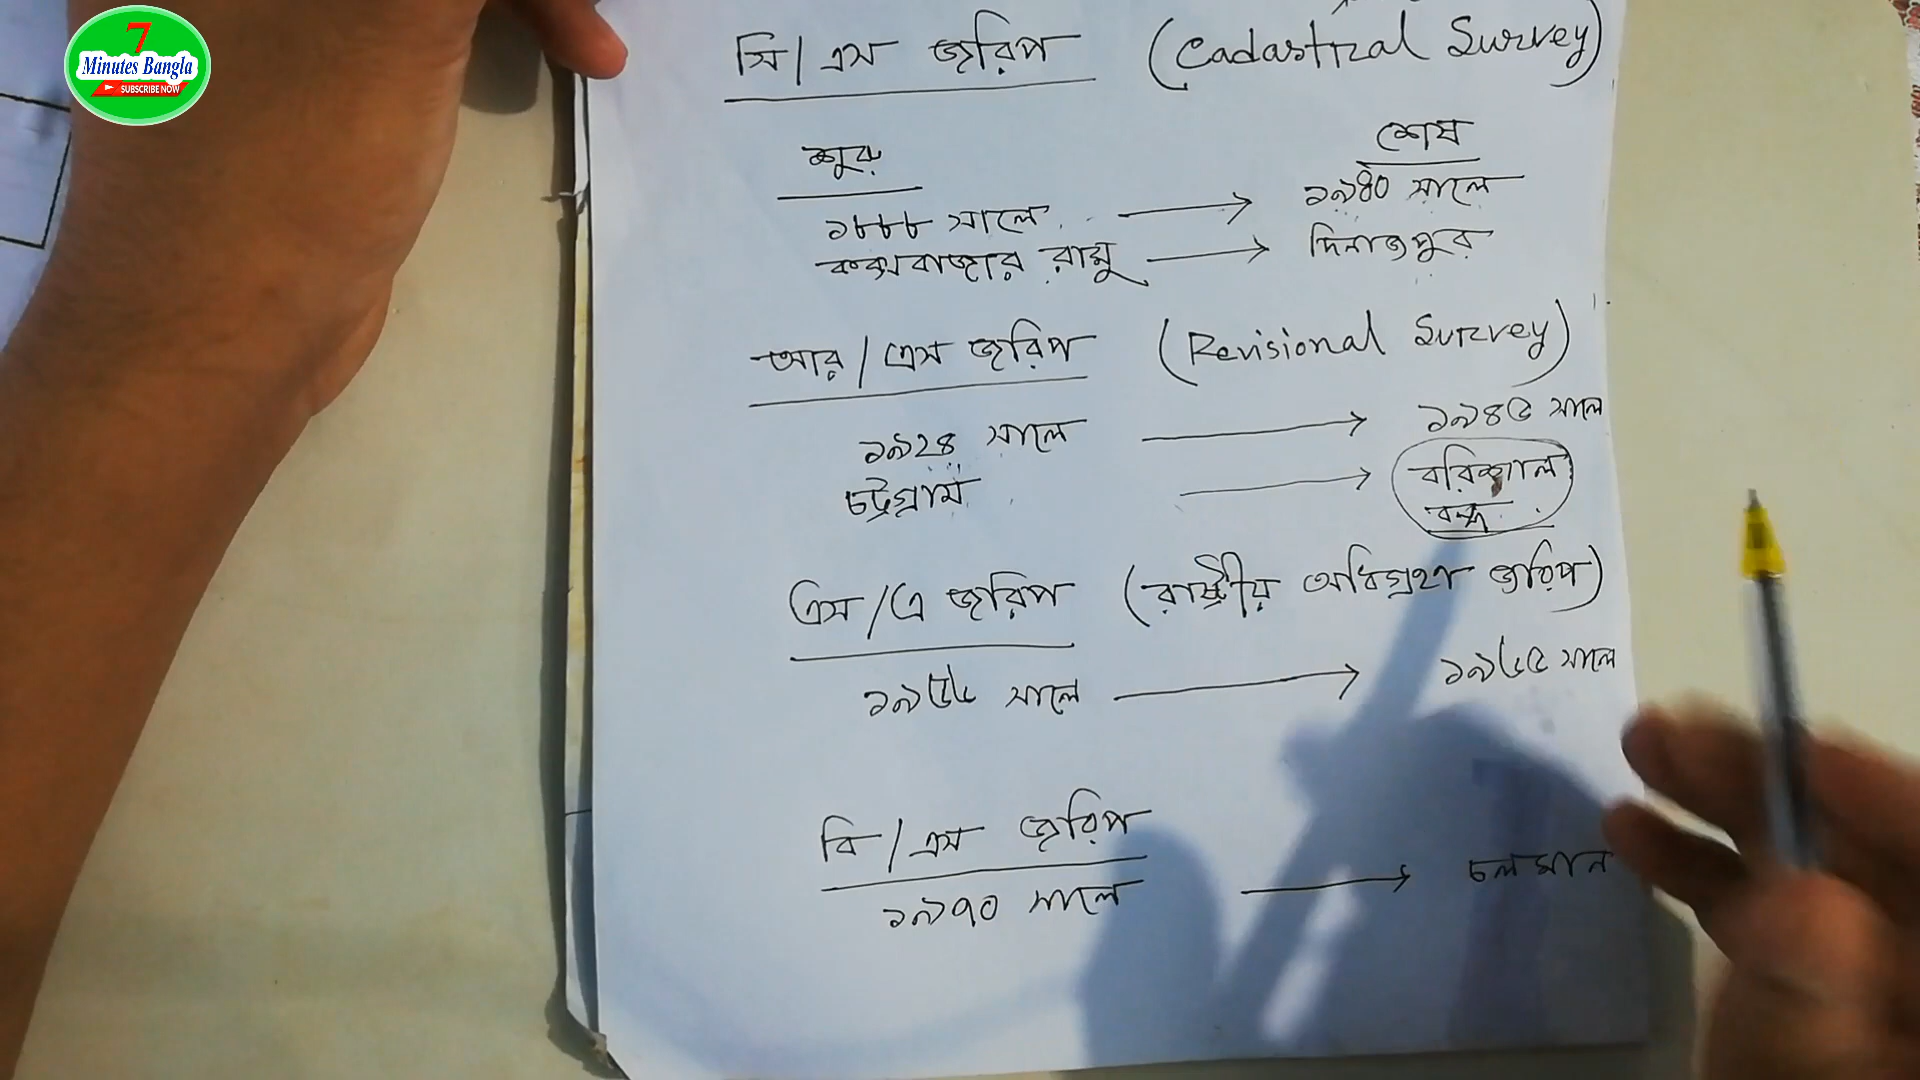 7
Minutes Bangla
SUBSCRIBE NOW
সি/এস জরিপ (Cadastral Survey)
শুরু শেষ
১৮৮৮ সালে → ১৯৪০ সালে
কক্সবাজার রামু → দিনাজপুর
আর/এস জরিপ (Revisional Survey)
১৯২৪ সালে → ১৯৪৫ সালে
চট্টগ্রাম → বরিশাল
বন্ধ
এস/এ জরিপ (রাষ্ট্রীয় অধিগ্রহণ জরিপ)
১৯৫৬ সালে → ১৯৬৫ সালে
বি/এস জরিপ
১৯৭০ সালে → চলমান